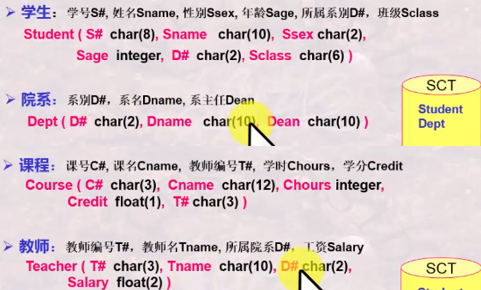 学生：学号S#, 姓名Sname, 性别Ssex, 年龄Sage, 所属系别D#，班级Sclass
Student ( S# char(8), Sname char(10), Ssex char(2),
Sage integer, D# char(2), Sclass char(6) )
SCT
Student
Dept
院系：系别D#，系名Dname, 系主任Dean
Dept ( D# char(2), Dname char(10), Dean char(10) )
课程：课号C#, 课名Cname, 教师编号T#, 学时Chours，学分Credit
Course ( C# char(3), Cname char(12), Chours integer,
Credit float(1), T# char(3) )
教师：教师编号T#，教师名Tname, 所属院系D#，工资Salary
Teacher ( T# char(3), Tname char(10), D# char(2),
Salary float(2) )
SCT